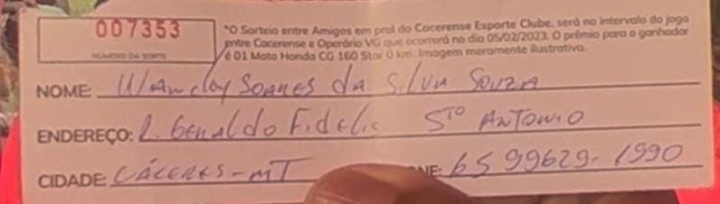 007353
NÚMERO DA SORTE
*O Sorteio entre Amigos em prol do Cacerense Esporte Clube, será no intervalo do jogo
entre Cacerense e Operário VG que ocorrerá no dia 05/02/2023. O prêmio para o ganhador
é 01 Moto Honda CG 160 Star 0 km. Imagem meramente ilustrativa.
NOME: SOARES DA SILVA SOUZA
ENDEREÇO: R. GERALDO FIDELIS STO ANTONIO
CIDADE: CÁCERES-MT NE: 65 99629-1990